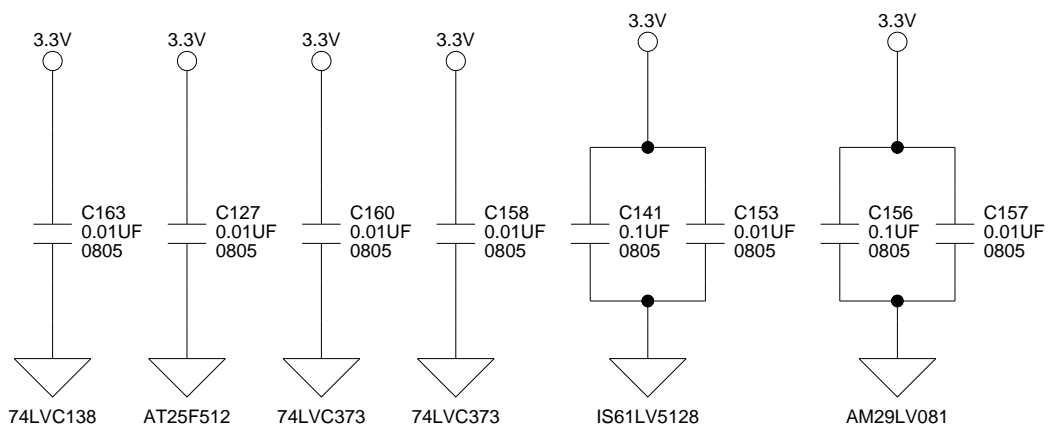 3.3V
3.3V
3.3V
3.3V
3.3V
3.3V
C163
0.01UF
0805
C127
0.01UF
0805
C160
0.01UF
0805
C158
0.01UF
0805
C141
0.1UF
0805
C153
0.01UF
0805
C156
0.1UF
0805
C157
0.01UF
0805
74LVC138
AT25F512
74LVC373
74LVC373
IS61LV5128
AM29LV081